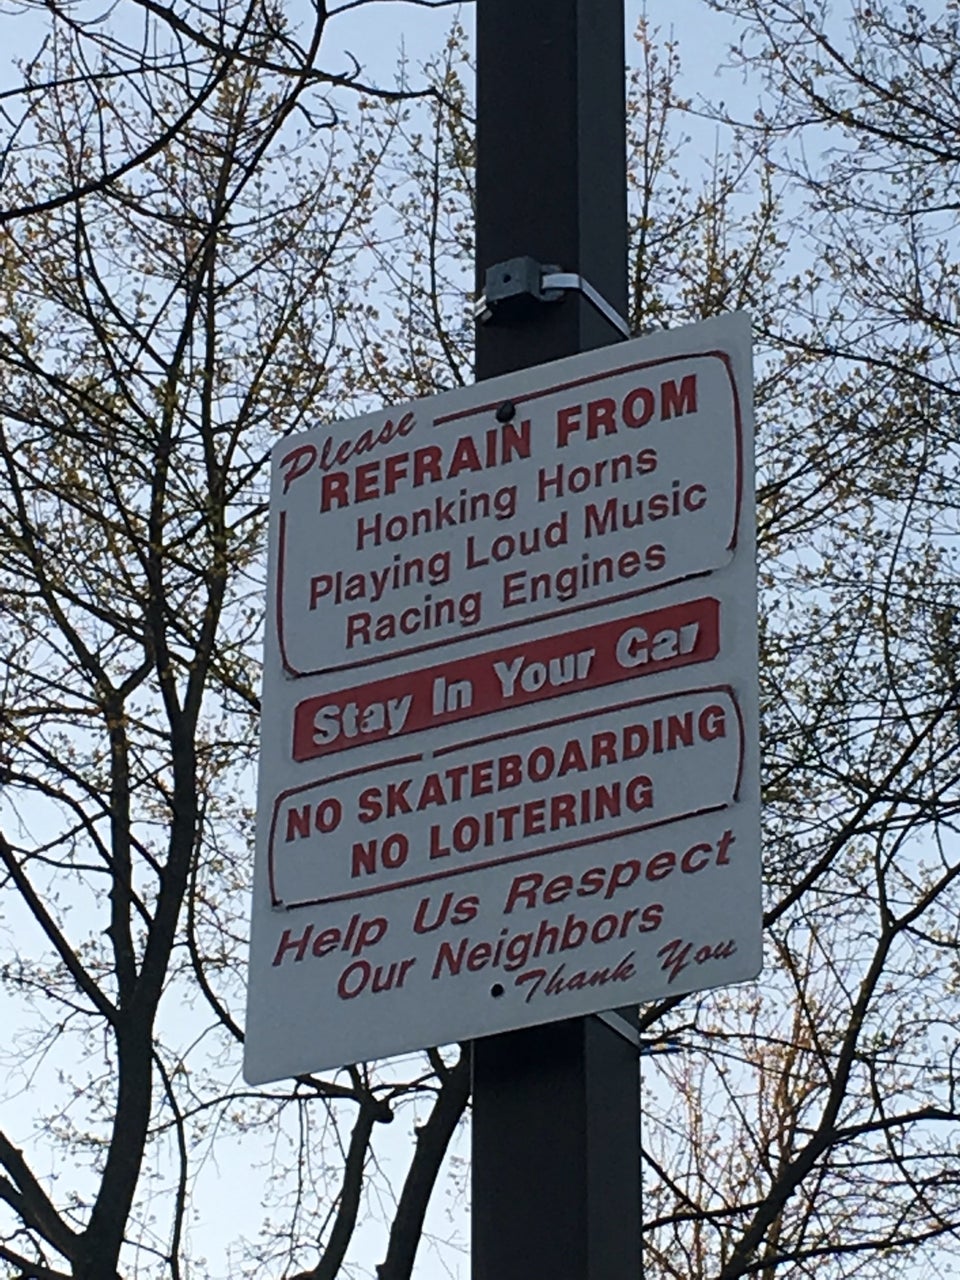 Please
REFRAIN FROM
Honking Horns
Playing Loud Music
Racing Engines
Stay In Your Car
NO SKATEBOARDING
NO LOITERING
Help Us Respect
Our Neighbors
Thank You